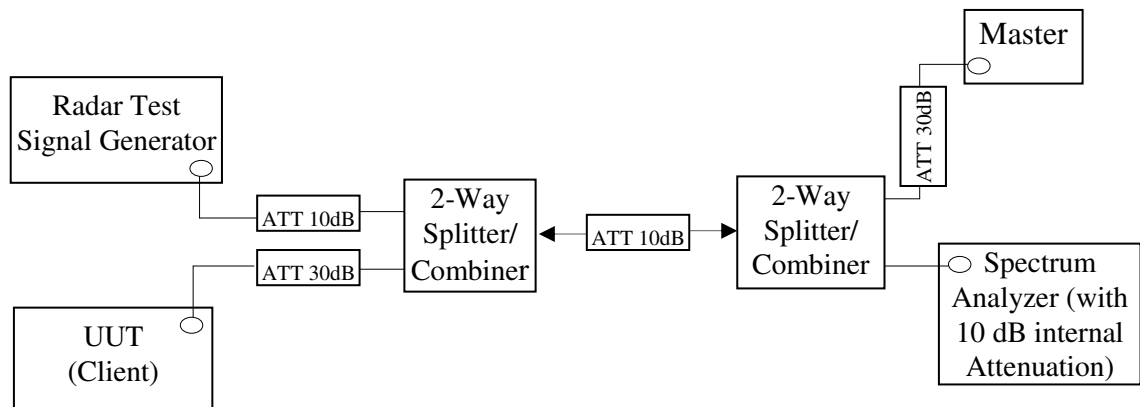 Master
Radar Test
Signal Generator
ATT 30dB
2-Way
Splitter/
Combiner
2-Way
Splitter/
Combiner
ATT 10dB
ATT 10dB
ATT 30dB
UUT
(Client)
Spectrum
Analyzer (with
10 dB internal
Attenuation)